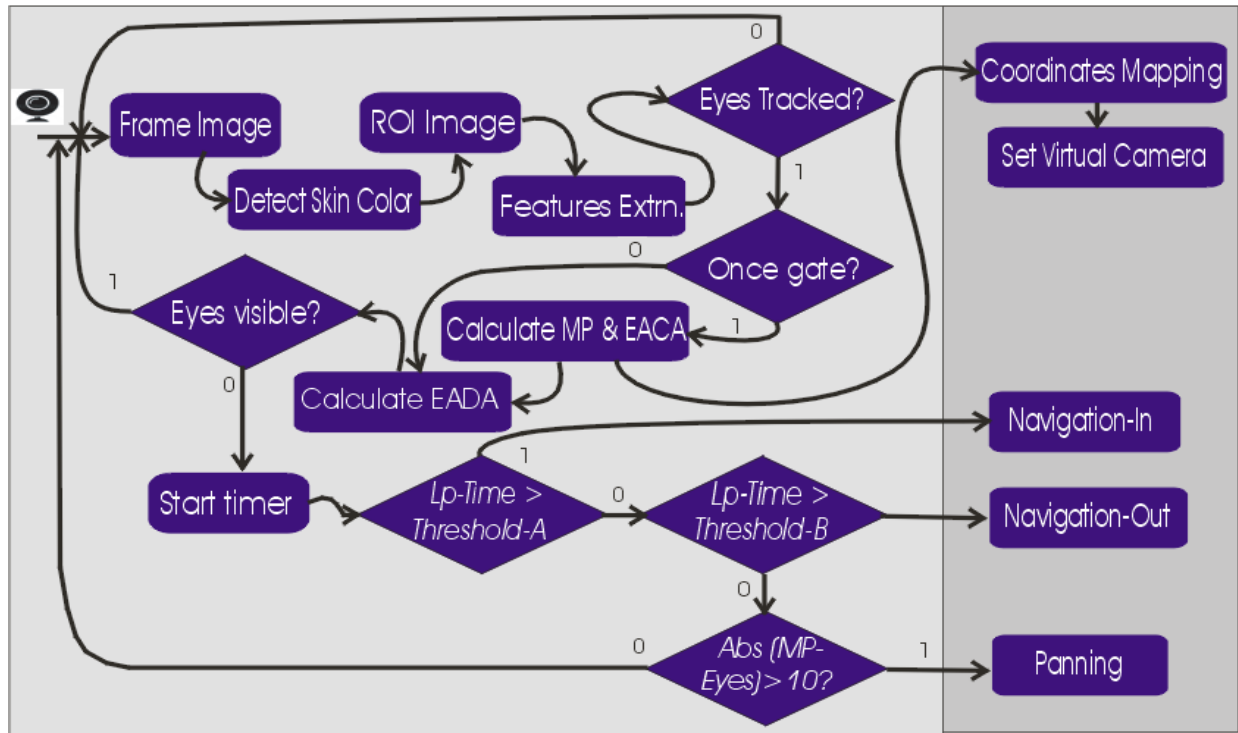 0
Eyes Tracked?
Coordinates Mapping
Frame Image
ROI Image
Set Virtual Camera
1
Detect Skin Color
Features Extrn.
0
Once gate?
1
Eyes visible?
Calculate MP & EACA
1
0
Calculate EADA
Navigation-In
1
Start timer
Lp-Time >
Threshold-A
0
Lp-Time >
Threshold-B
Navigation-Out
0
0
Abs (MP-
Eyes) > 10?
1
Panning